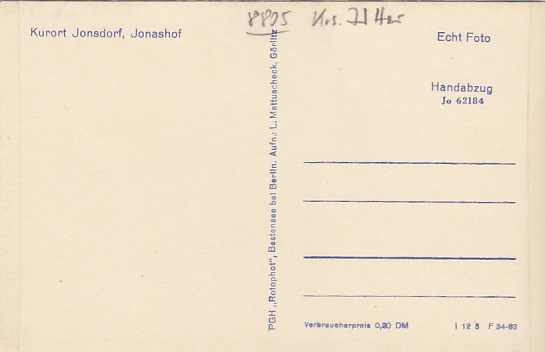 8805
Kurort Jonsdorf, Jonashof
Echt Foto
Handabzug
Jo 62184
PGH „Rotophot", Bestensee bei Berlin. Aufn.: L. Mattuscheck, Görlitz
Verbraucherpreis 0,20 DM
I 12 5 F 34-63